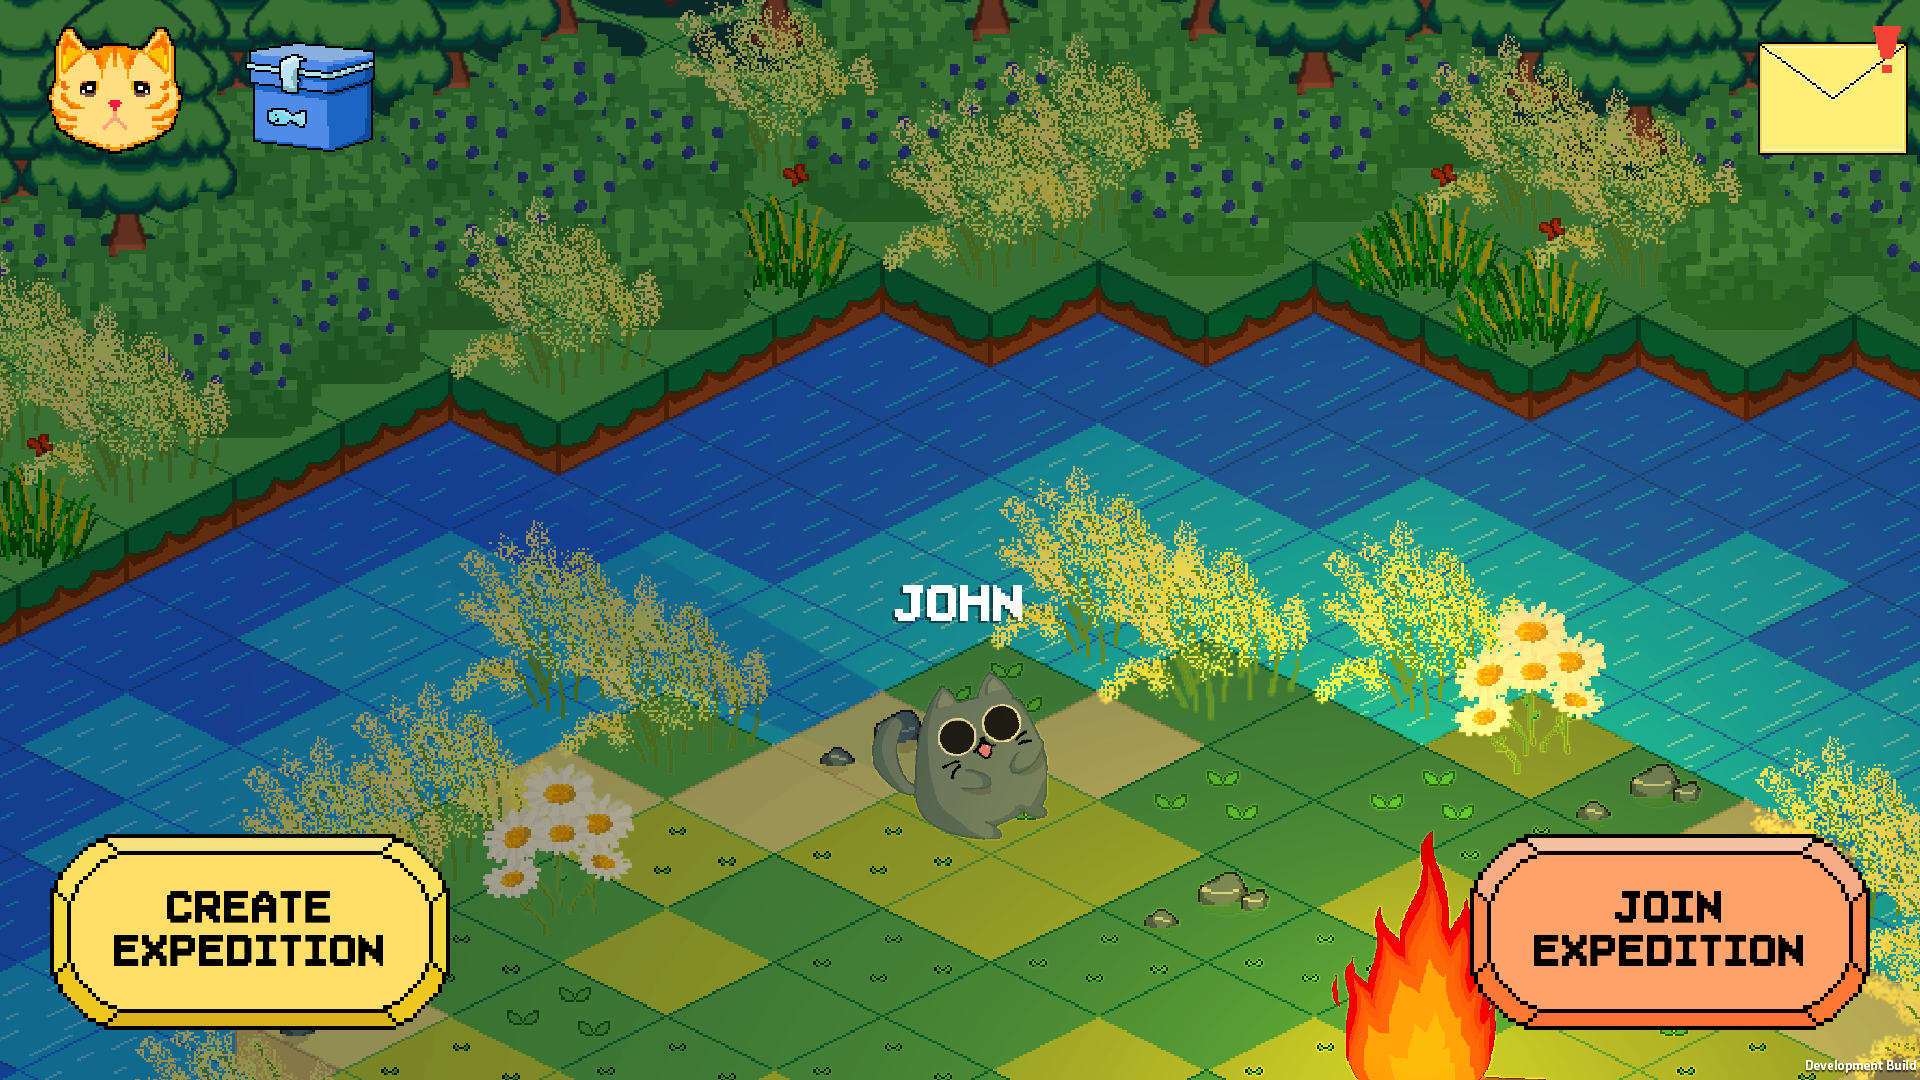 JOHN
CREATE
EXPEDITION
JOIN
EXPEDITION
Development Build